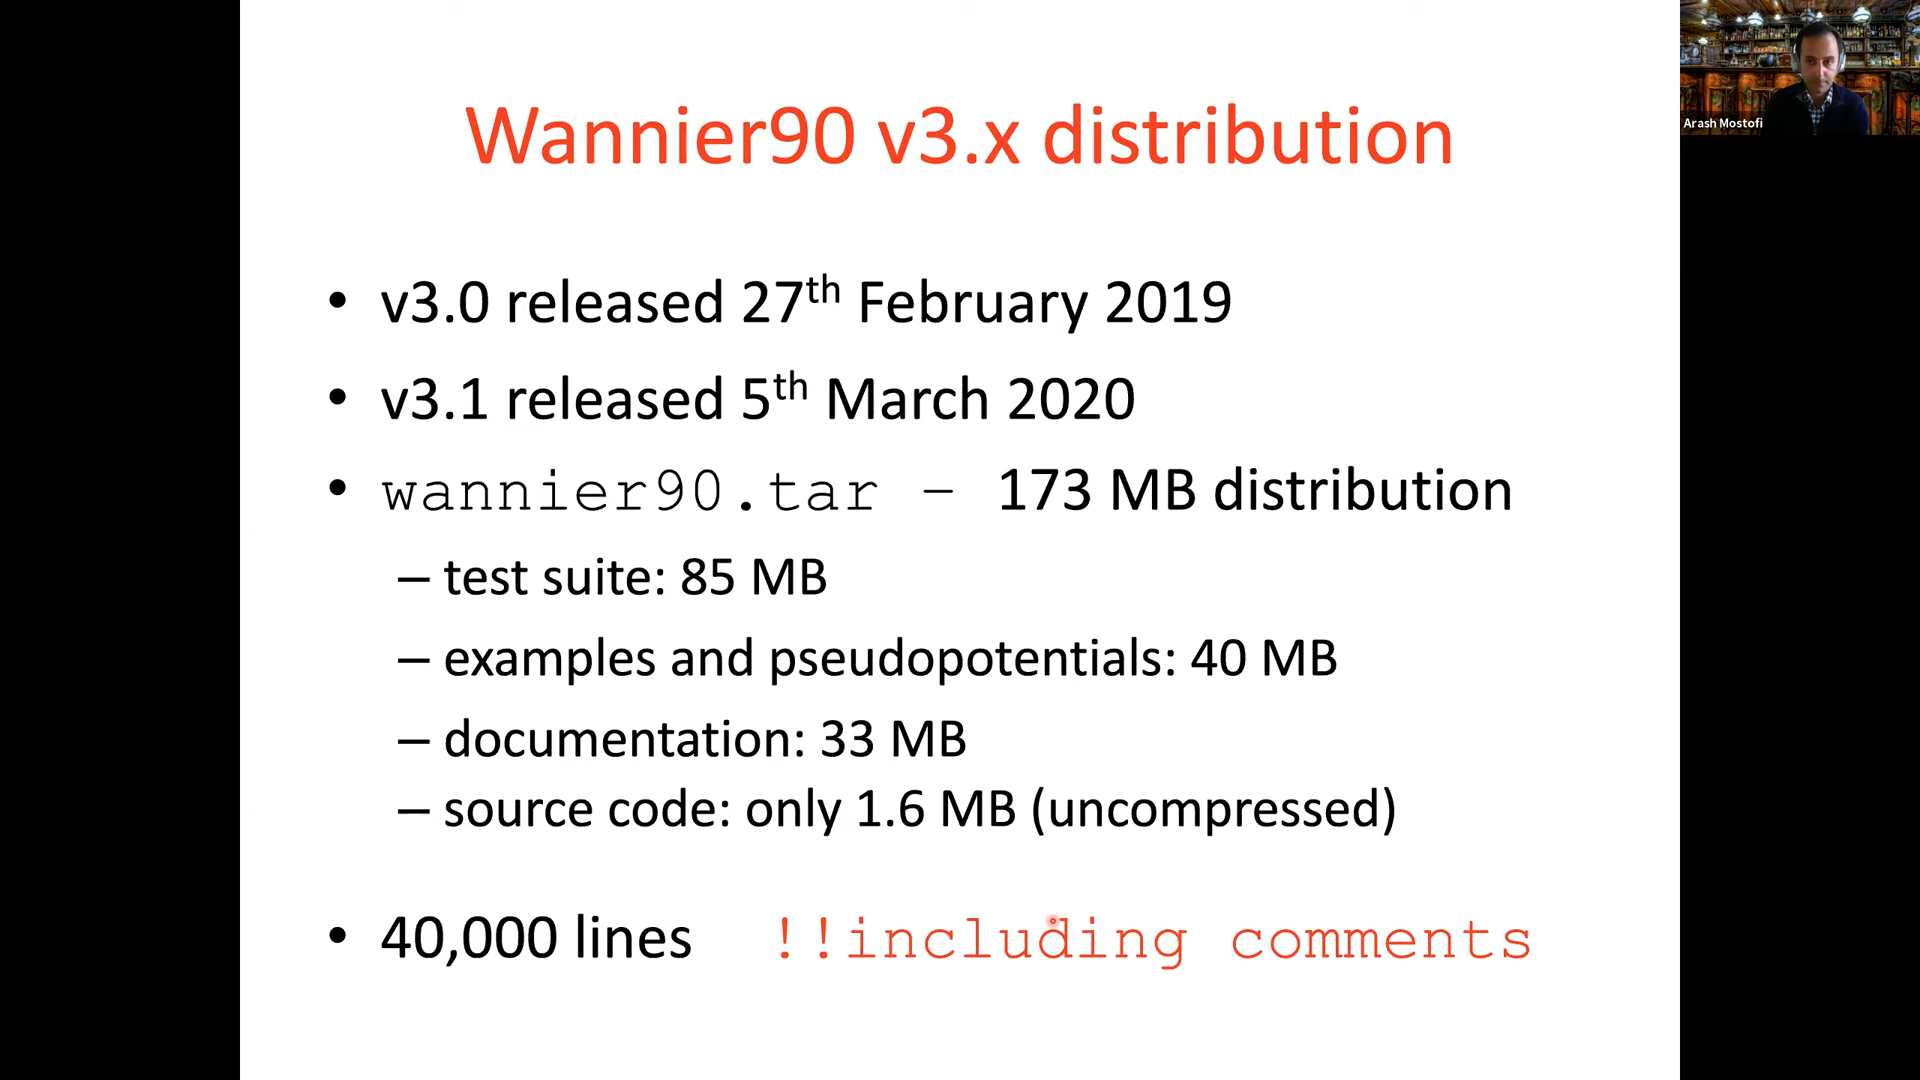 Wannier90 v3.x distribution
Arash Mostofi
• v3.0 released 27th February 2019
• v3.1 released 5th March 2020
• wannier90.tar – 173 MB distribution
– test suite: 85 MB
– examples and pseudopotentials: 40 MB
– documentation: 33 MB
– source code: only 1.6 MB (uncompressed)
• 40,000 lines !!including comments